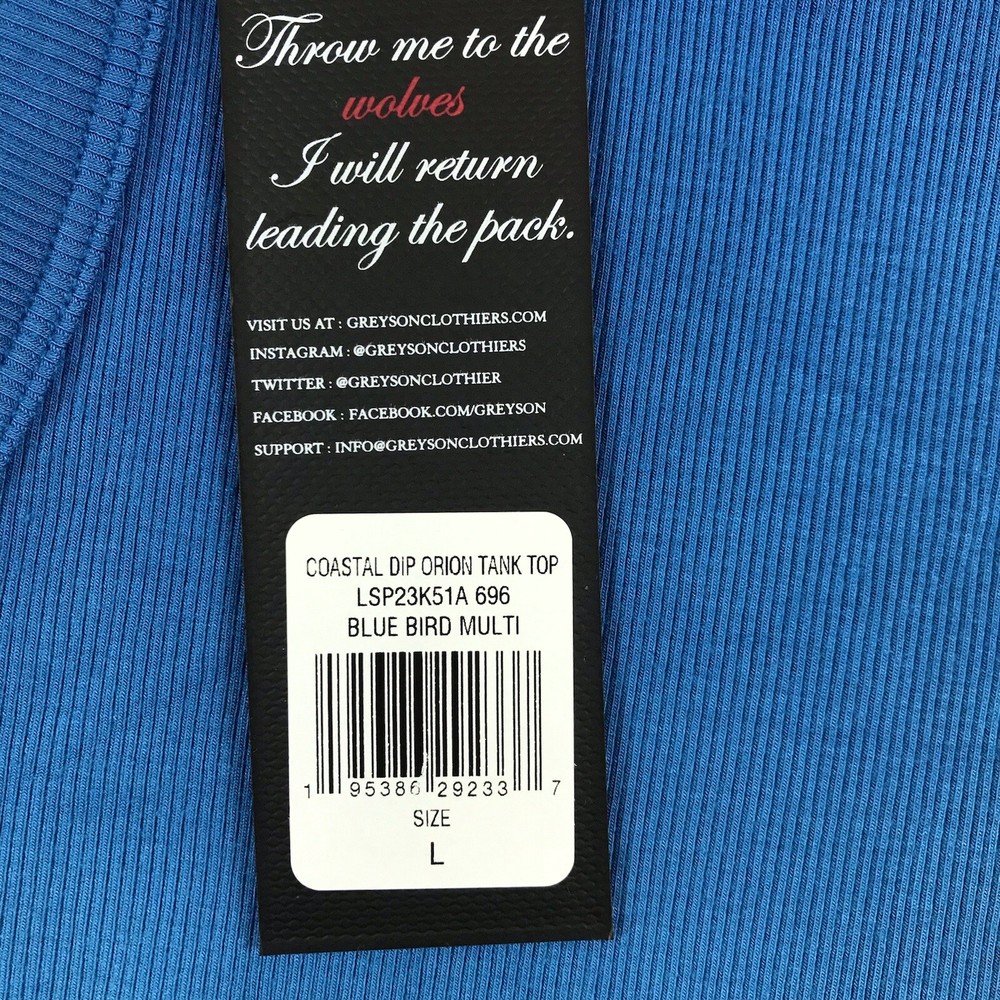 Throw me to the
wolves
I will return
leading the pack.
VISIT US AT : GREYSONCLOTHIERS.COM
INSTAGRAM : @GREYSONCLOTHIERS
TWITTER : @GREYSONCLOTHIER
FACEBOOK : FACEBOOK.COM/GREYSON
SUPPORT : INFO@GREYSONCLOTHIERS.COM
COASTAL DIP ORION TANK TOP
LSP23K51A 696
BLUE BIRD MULTI
1 95386 29233 7
SIZE
L